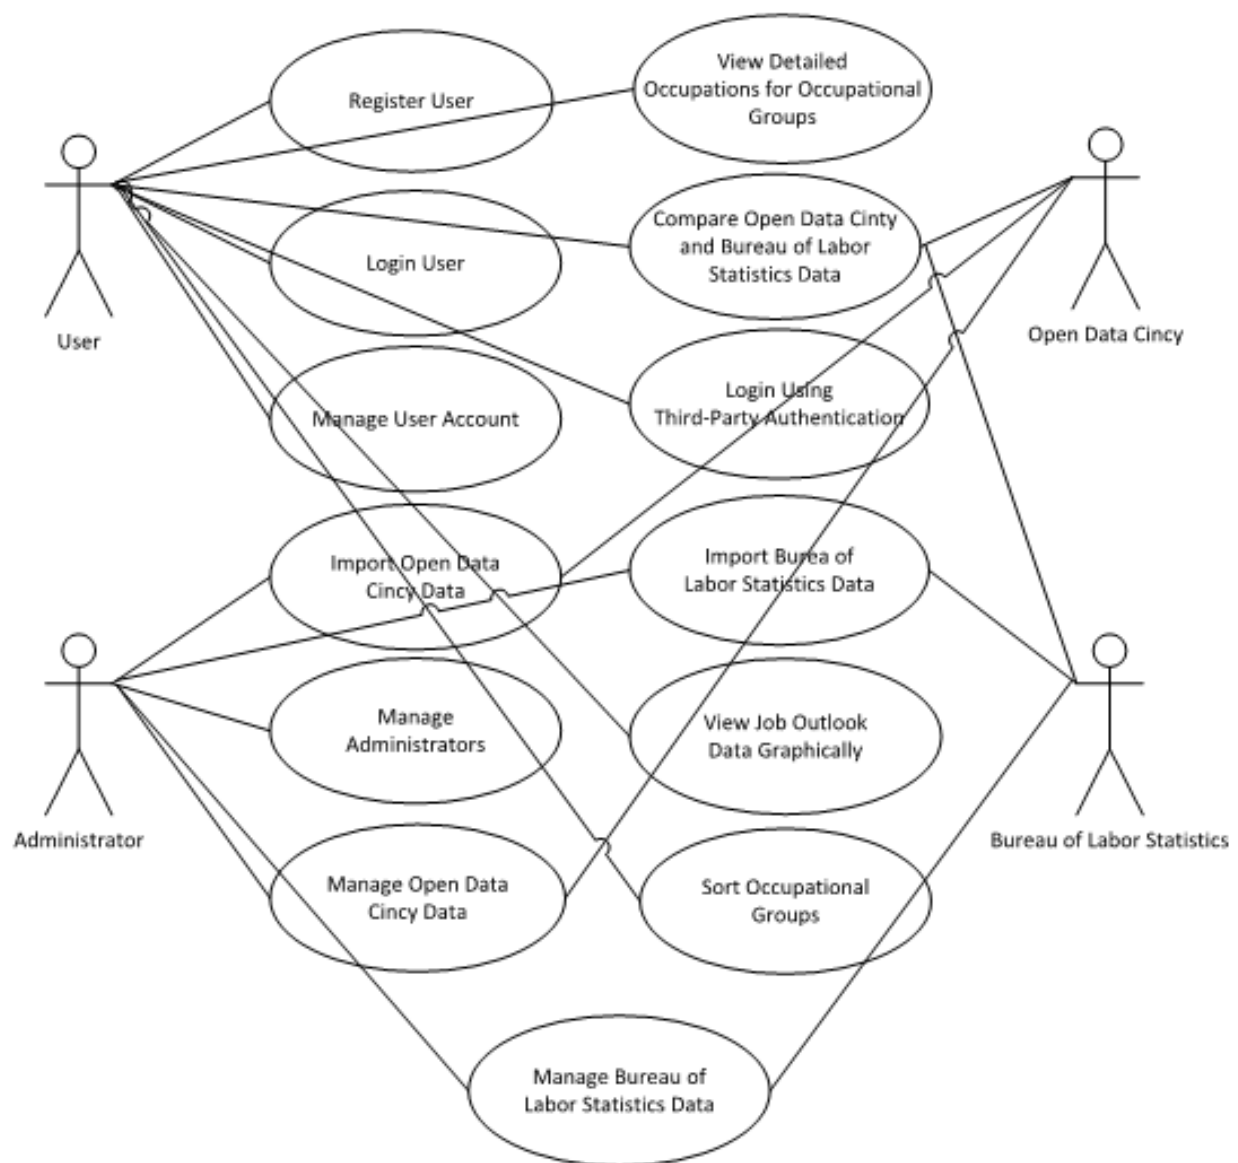 Register User
View Detailed
Occupations for Occupational
Groups
User
Login User
Compare Open Data Cinty
and Bureau of Labor
Statistics Data
Open Data Cincy
Manage User Account
Login Using
Third-Party Authentication
Import Open Data
Cincy Data
Import Burea of
Labor Statistics Data
Administrator
Manage
Administrators
View Job Outlook
Data Graphically
Bureau of Labor Statistics
Manage Open Data
Cincy Data
Sort Occupational
Groups
Manage Bureau of
Labor Statistics Data